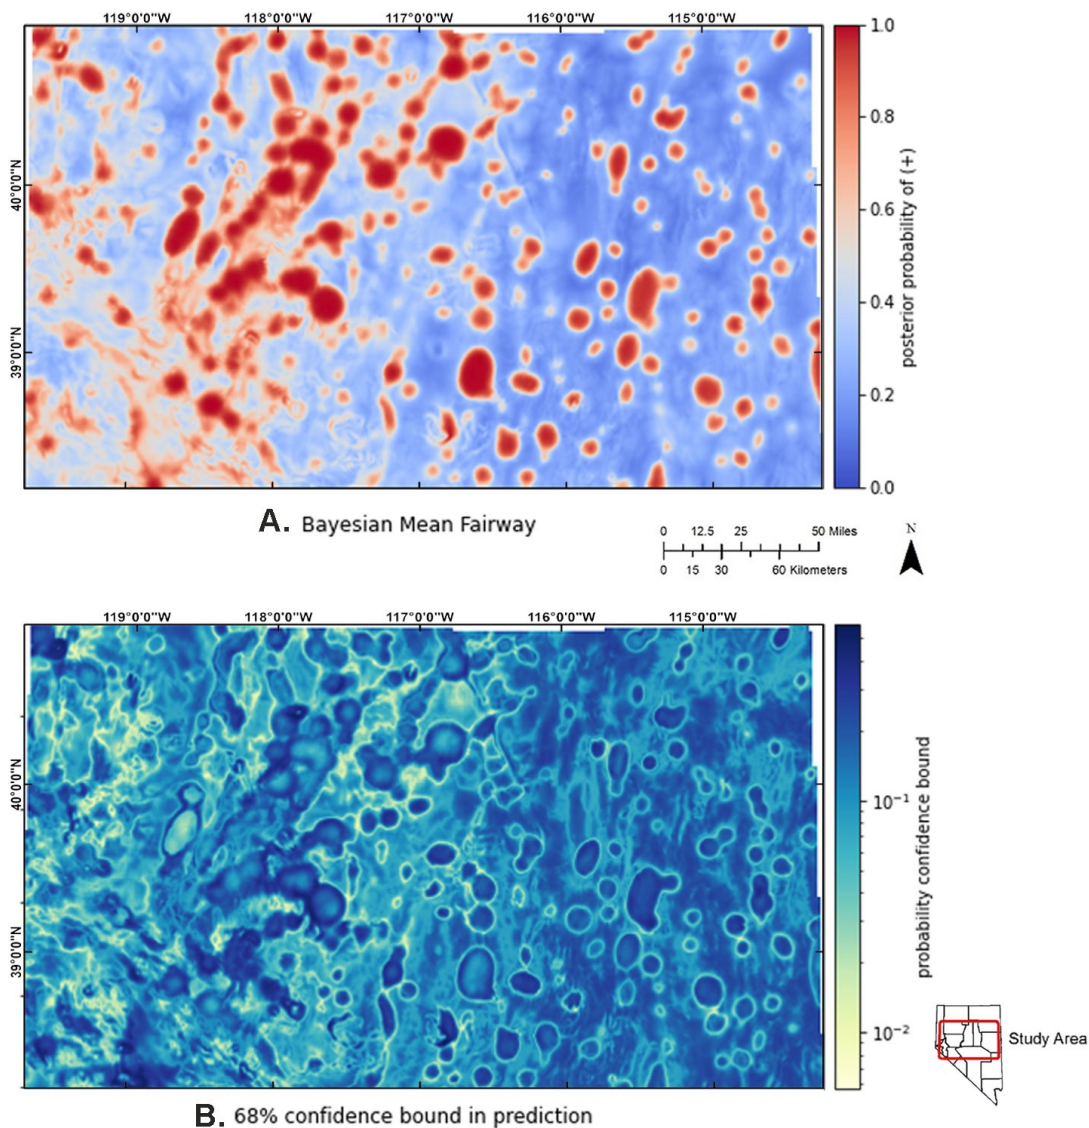 119°0'0"W 118°0'0"W 117°0'0"W 116°0'0"W 115°0'0"W
40°0'0"N
39°0'0"N
1.0
0.8
0.6
0.4
0.2
0.0
posterior probability of (+)
A. Bayesian Mean Fairway
0 12.5 25 50 Miles
0 15 30 60 Kilometers
N
119°0'0"W 118°0'0"W 117°0'0"W 116°0'0"W 115°0'0"W
40°0'0"N
39°0'0"N
10⁻¹
10⁻²
probability confidence bound
Study Area
B. 68% confidence bound in prediction